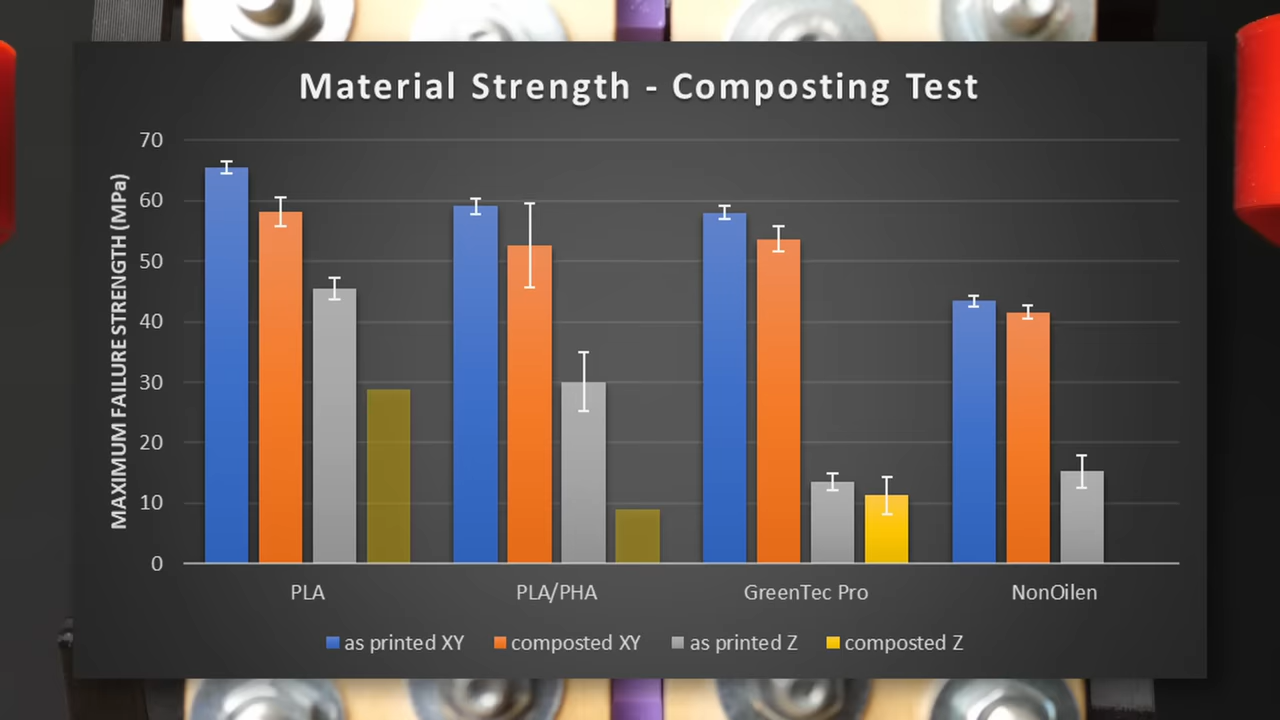 Material Strength - Composting Test
MAXIMUM FAILURE STRENGTH (MPa)
70
60
50
40
30
20
10
0
PLA
PLA/PHA
GreenTec Pro
NonOilen
as printed XY
composted XY
as printed Z
composted Z